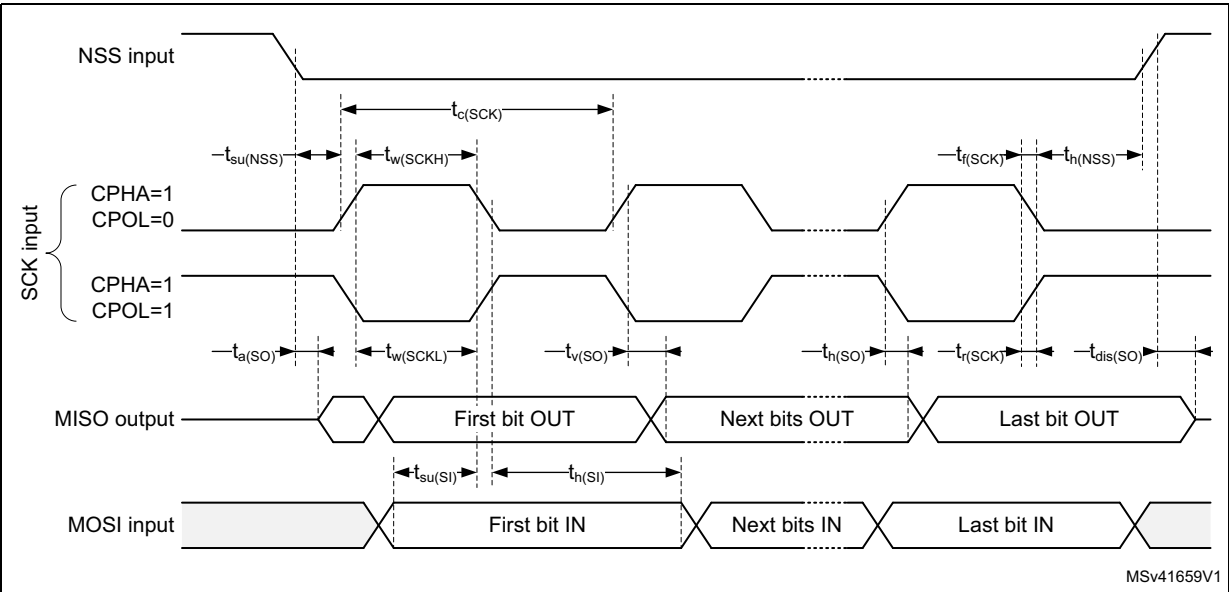 NSS input
tc(SCK)
tsu(NSS)
tw(SCKH)
tf(SCK)
th(NSS)
SCK input
CPHA=1
CPOL=0
CPHA=1
CPOL=1
ta(SO)
tw(SCKL)
tv(SO)
th(SO)
tr(SCK)
tdis(SO)
MISO output
First bit OUT
Next bits OUT
Last bit OUT
tsu(SI)
th(SI)
MOSI input
First bit IN
Next bits IN
Last bit IN
MSv41659V1